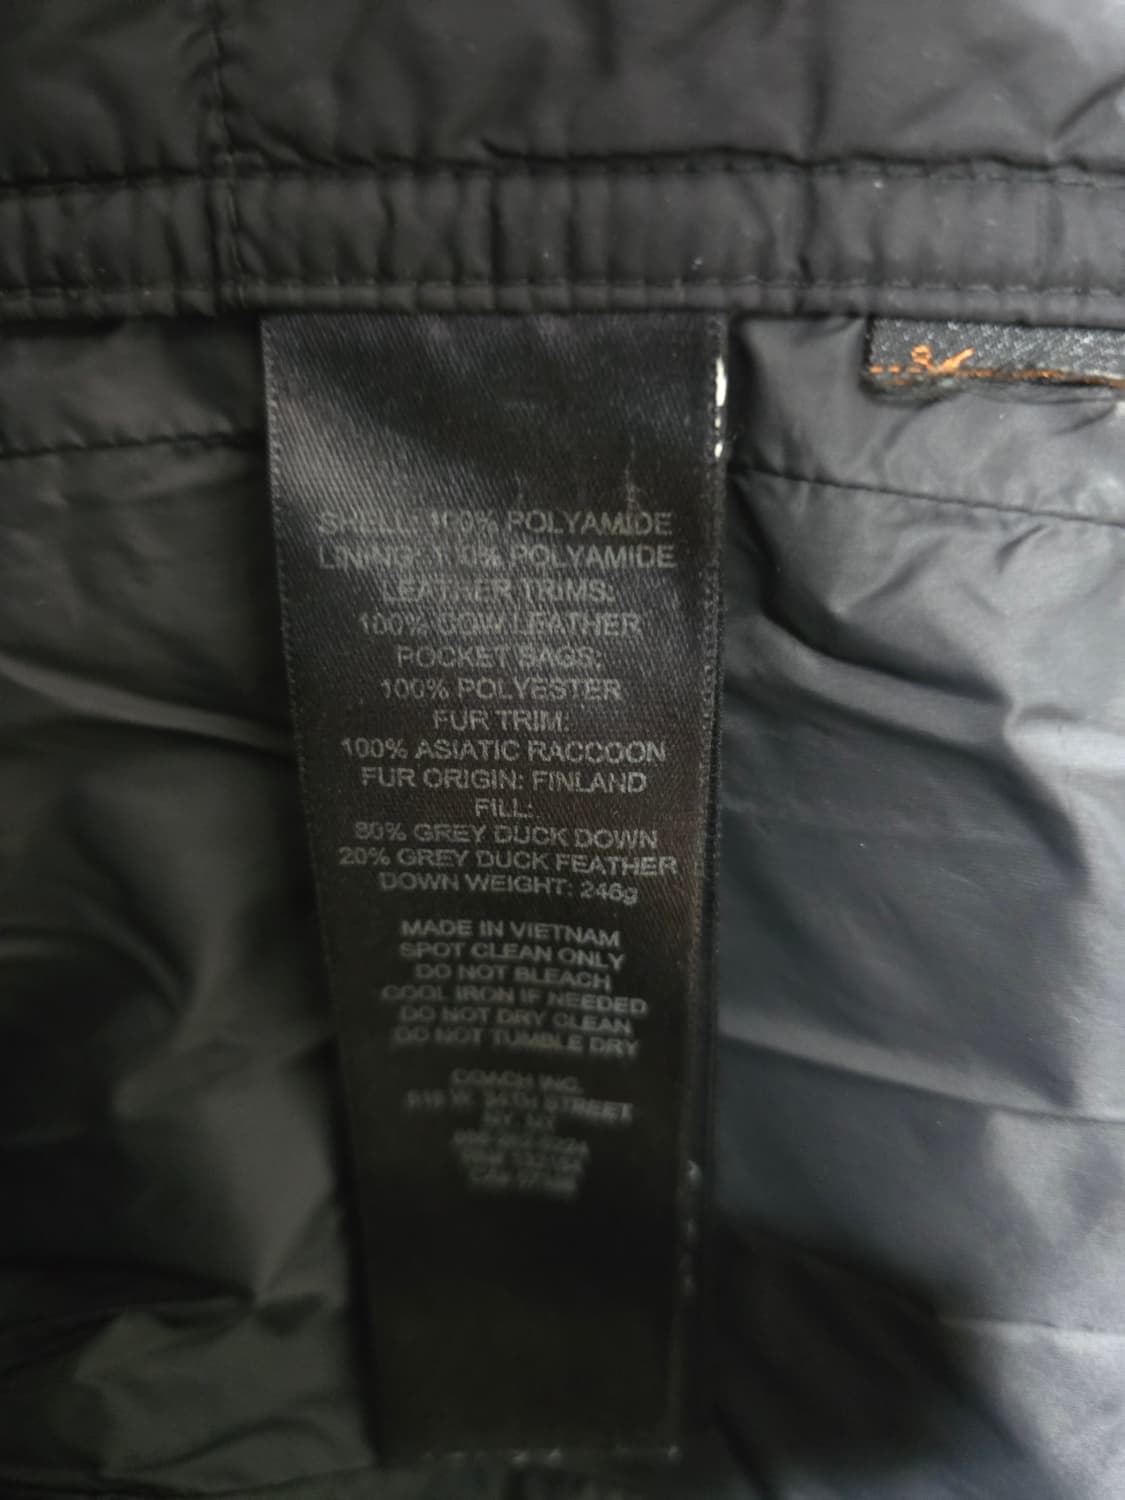 SHELL: 100% POLYAMIDE
LINING: 100% POLYAMIDE
LEATHER TRIMS:
100% COW LEATHER
POCKET BAGS:
100% POLYESTER
FUR TRIM:
100% ASIATIC RACCOON
FUR ORIGIN: FINLAND
FILL:
80% GREY DUCK DOWN
20% GREY DUCK FEATHER
DOWN WEIGHT: 246g
MADE IN VIETNAM
SPOT CLEAN ONLY
DO NOT BLEACH
COOL IRON IF NEEDED
DO NOT DRY CLEAN
DO NOT TUMBLE DRY
COACH INC.
STREET
NY, NY